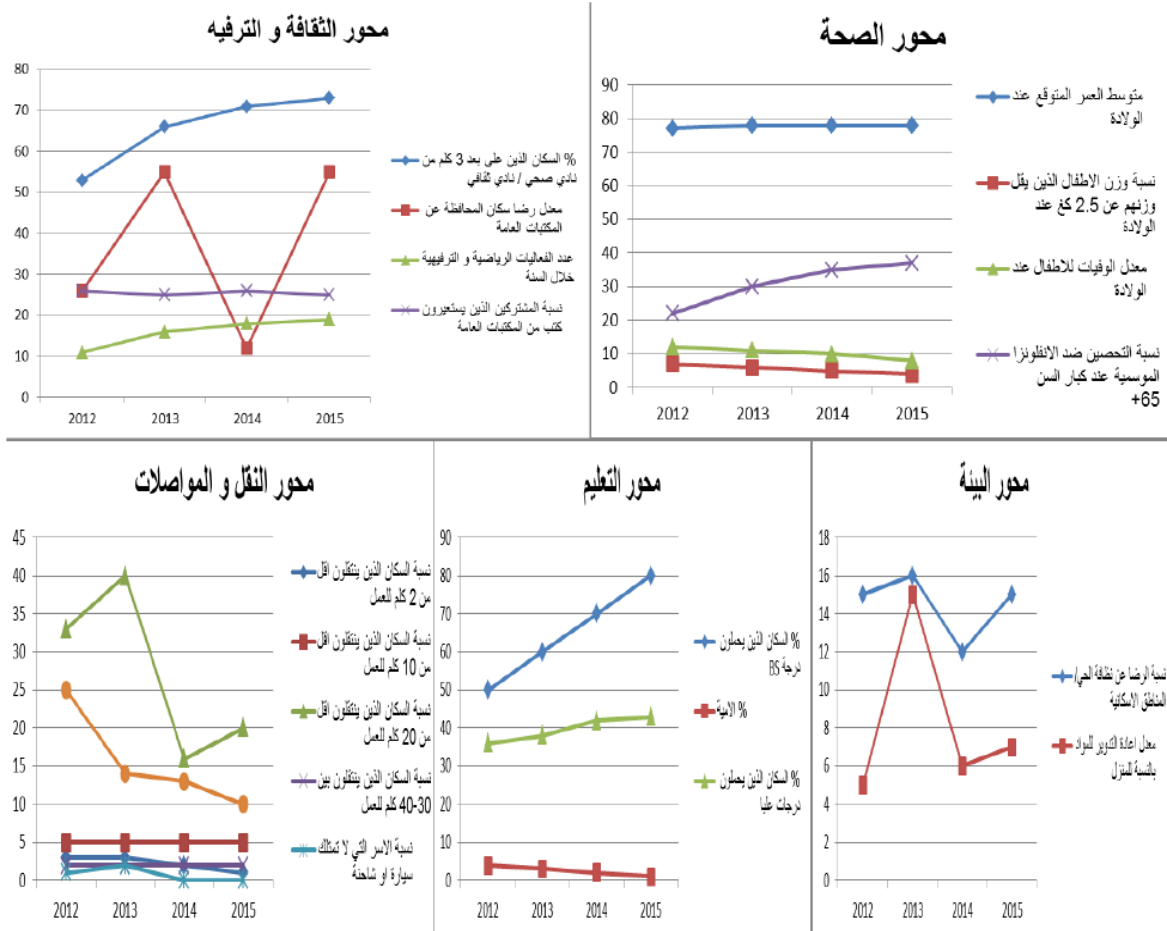 محور الثقافة و الترفيه
80
70
60
50
40
30
20
10
0
2012 2013 2014 2015
% السكان الذين على بعد 3 كلم من
نادي صحي / نادي ثقافي
معدل رضا سكان المحافظة عن
المكتبات العامة
عدد الفعاليات الرياضية و الترفيهية
خلال السنة
نسبة المشتركين الذين يستعيرون
كتب من المكتبات العامة
محور الصحة
90
80
70
60
50
40
30
20
10
0
2012 2013 2014 2015
متوسط العمر المتوقع عند
الولادة
نسبة وزن الاطفال الذين يقل
وزنهم عن 2.5 كغ عند
الولادة
معدل الوفيات للاطفال عند
الولادة
نسبة التحصين ضد الانفلونزا
الموسمية عند كبار السن
+65
محور النقل و المواصلات
45
40
35
30
25
20
15
10
5
0
2012 2013 2014 2015
نسبة السكان الذين ينتقلون اقل
من 2 كلم للعمل
نسبة السكان الذين ينتقلون اقل
من 10 كلم للعمل
نسبة السكان الذين ينتقلون اقل
من 20 كلم للعمل
نسبة السكان الذين ينتقلون بين
30-40 كلم للعمل
نسبة الاسر التي لا تمتلك
سيارة او شاحنة
محور التعليم
90
80
70
60
50
40
30
20
10
0
2012 2013 2014 2015
% السكان الذين يحملون
درجة BS
% الامية
% السكان الذين يحملون
درجات عليا
محور البيئة
18
16
14
12
10
8
6
4
2
0
2012 2013 2014 2015
نسبة الرضا عن نظافة الحي/
المناطق الاسكانية
معدل اعادة التدوير للمواد
بالنسبة للمنزل